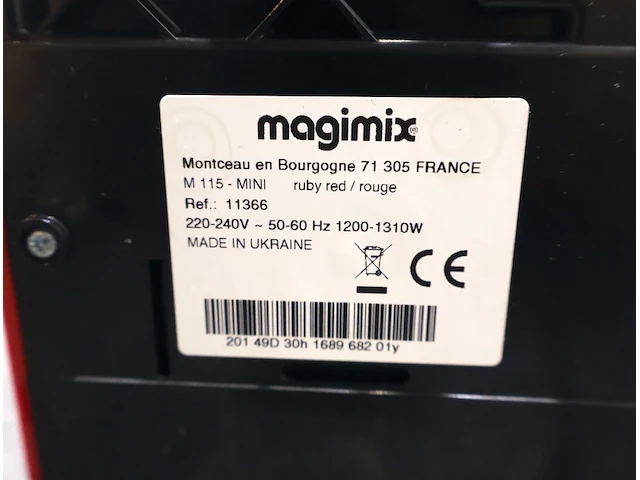 magimix®
Montceau en Bourgogne 71 305 FRANCE
M 115 - MINI ruby red / rouge
Ref.: 11366
220-240V ~ 50-60 Hz 1200-1310W
MADE IN UKRAINE
CE
201 49D 30h 1689 682 01y